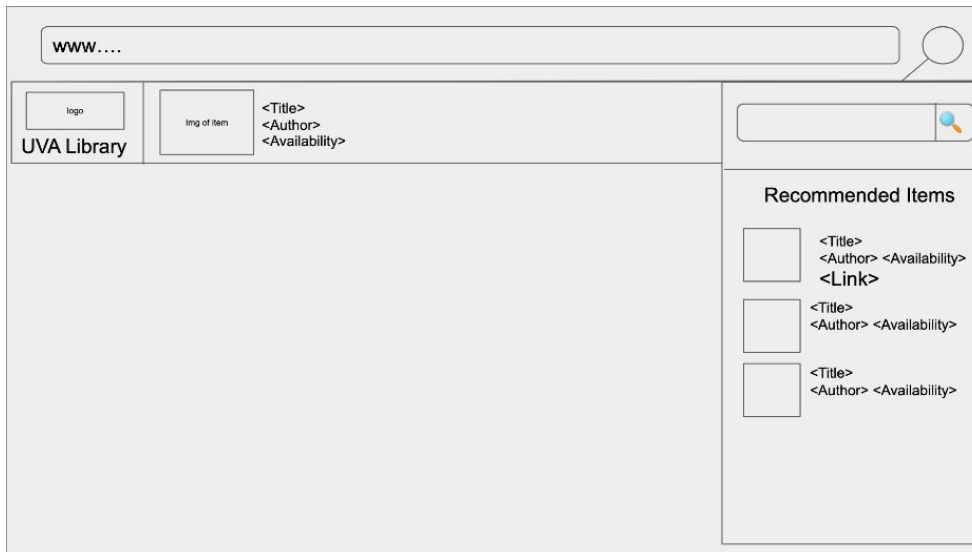 www....
logo
UVA Library
Img of item
<Title>
<Author>
<Availability>
Recommended Items
<Title>
<Author> <Availability>
<Link>
<Title>
<Author> <Availability>
<Title>
<Author> <Availability>